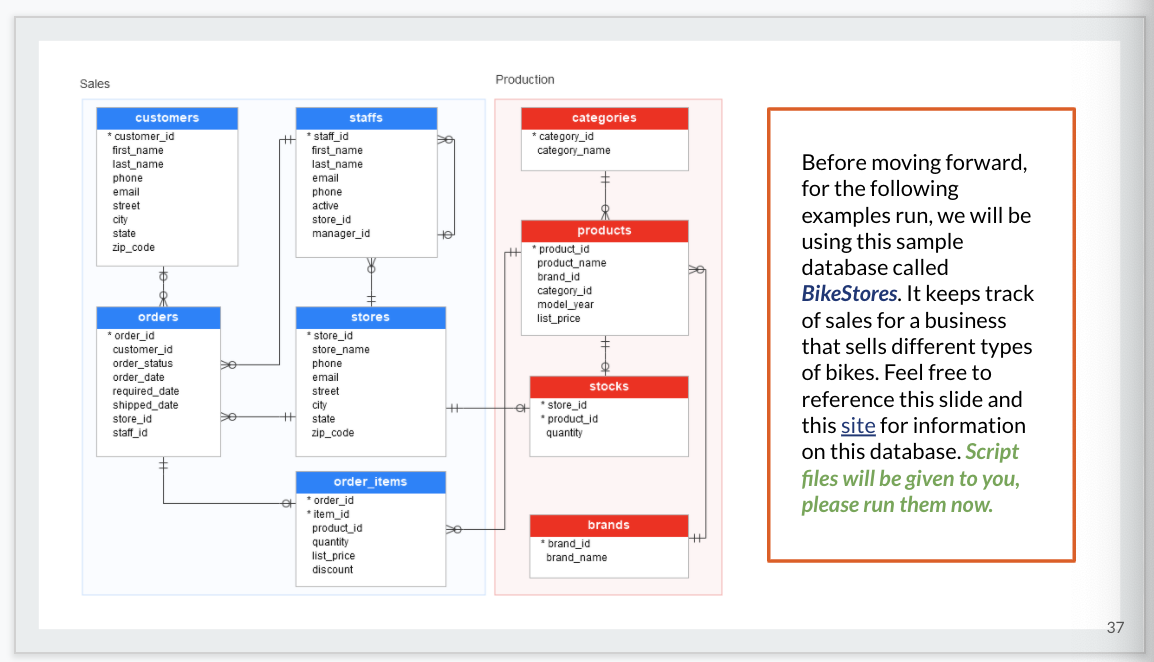 Sales
customers
* customer_id
first_name
last_name
phone
email
street
city
state
zip_code
staffs
* staff_id
first_name
last_name
email
phone
active
store_id
manager_id
orders
* order_id
customer_id
order_status
order_date
required_date
shipped_date
store_id
staff_id
stores
* store_id
store_name
phone
email
street
city
state
zip_code
order_items
* order_id
* item_id
product_id
quantity
list_price
discount
Production
categories
* category_id
category_name
products
* product_id
product_name
brand_id
category_id
model_year
list_price
stocks
* store_id
* product_id
quantity
brands
* brand_id
brand_name
Before moving forward,
for the following
examples run, we will be
using this sample
database called
BikeStores. It keeps track
of sales for a business
that sells different types
of bikes. Feel free to
reference this slide and
this site for information
on this database. Script
files will be given to you,
please run them now.
37